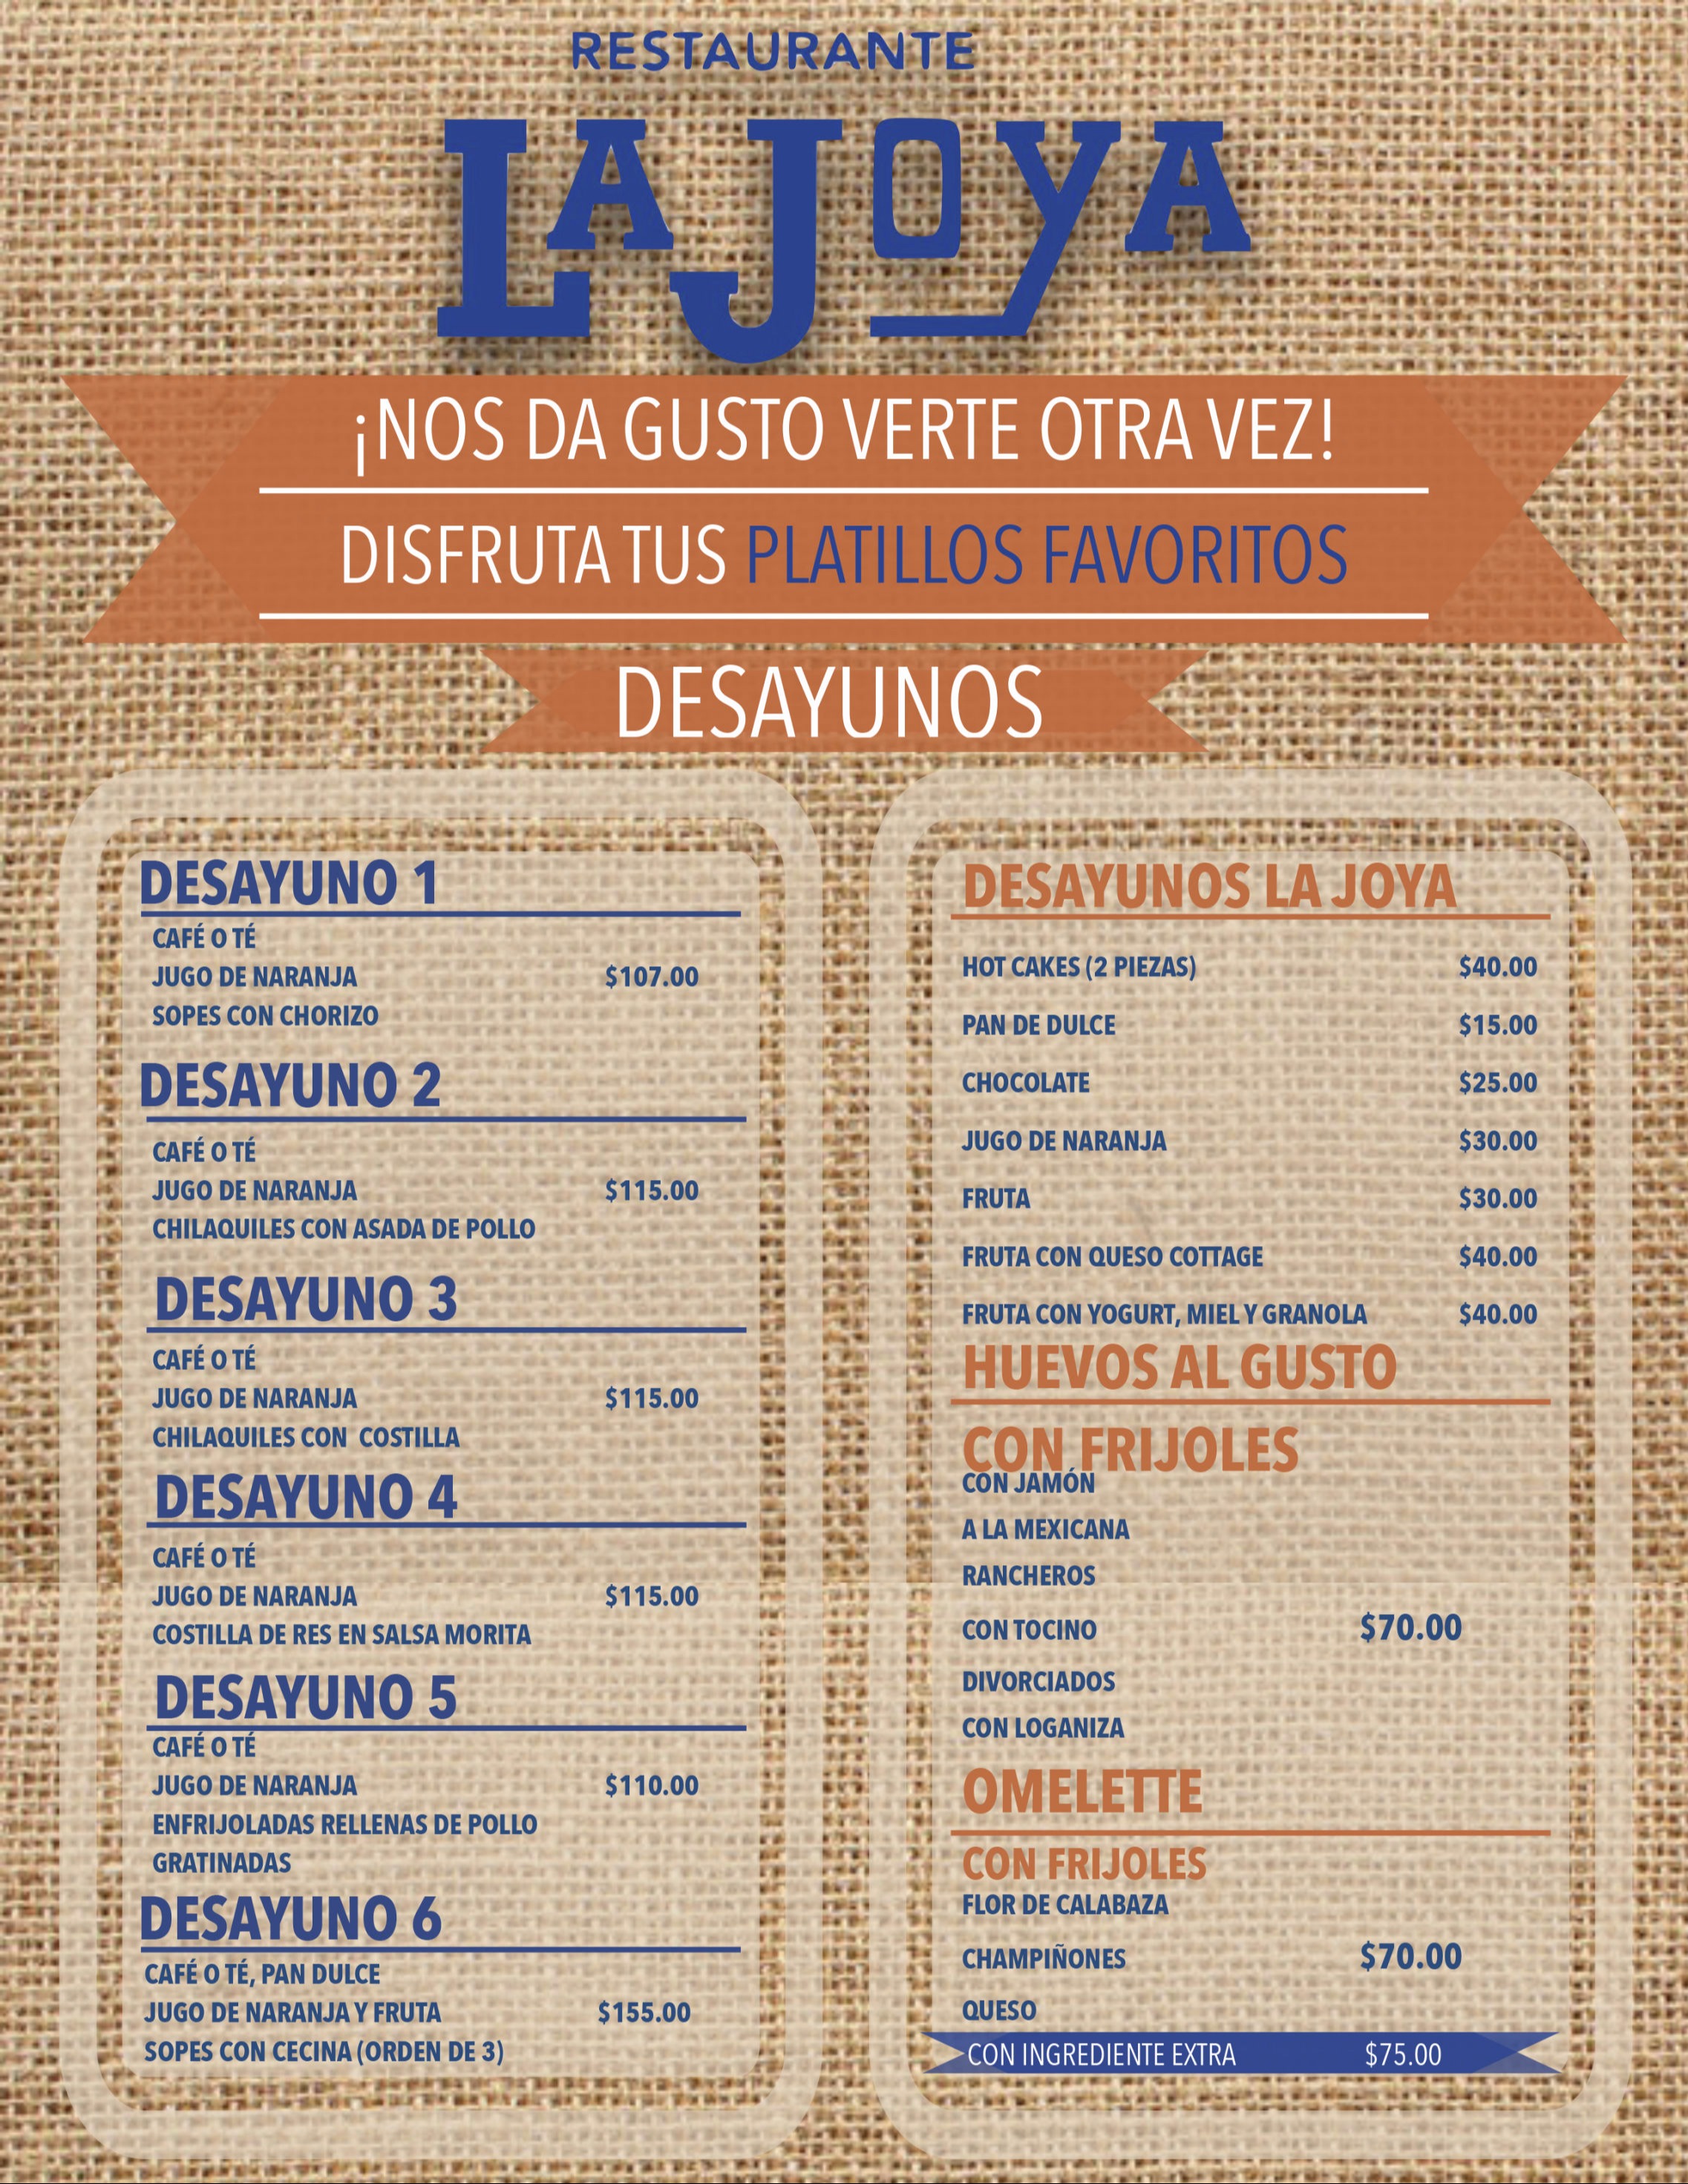 RESTAURANTE
LA JOYA
¡NOS DA GUSTO VERTE OTRA VEZ!
DISFRUTA TUS PLATILLOS FAVORITOS
DESAYUNOS
DESAYUNO 1
CAFÉ O TÉ
JUGO DE NARANJA $107.00
SOPES CON CHORIZO
DESAYUNO 2
CAFÉ O TÉ
JUGO DE NARANJA $115.00
CHILAQUILES CON ASADA DE POLLO
DESAYUNO 3
CAFÉ O TÉ
JUGO DE NARANJA $115.00
CHILAQUILES CON COSTILLA
DESAYUNO 4
CAFÉ O TÉ
JUGO DE NARANJA $115.00
COSTILLA DE RES EN SALSA MORITA
DESAYUNO 5
CAFÉ O TÉ
JUGO DE NARANJA $110.00
ENFRIJOLADAS RELLENAS DE POLLO
GRATINADAS
DESAYUNO 6
CAFÉ O TÉ, PAN DULCE
JUGO DE NARANJA Y FRUTA $155.00
SOPES CON CECINA (ORDEN DE 3)
DESAYUNOS LA JOYA
HOT CAKES (2 PIEZAS) $40.00
PAN DE DULCE $15.00
CHOCOLATE $25.00
JUGO DE NARANJA $30.00
FRUTA $30.00
FRUTA CON QUESO COTTAGE $40.00
FRUTA CON YOGURT, MIEL Y GRANOLA $40.00
HUEVOS AL GUSTO
CON FRIJOLES
CON JAMÓN
A LA MEXICANA
RANCHEROS
CON TOCINO $70.00
DIVORCIADOS
CON LOGANIZA
OMELETTE
CON FRIJOLES
FLOR DE CALABAZA
CHAMPIÑONES $70.00
QUESO
CON INGREDIENTE EXTRA $75.00